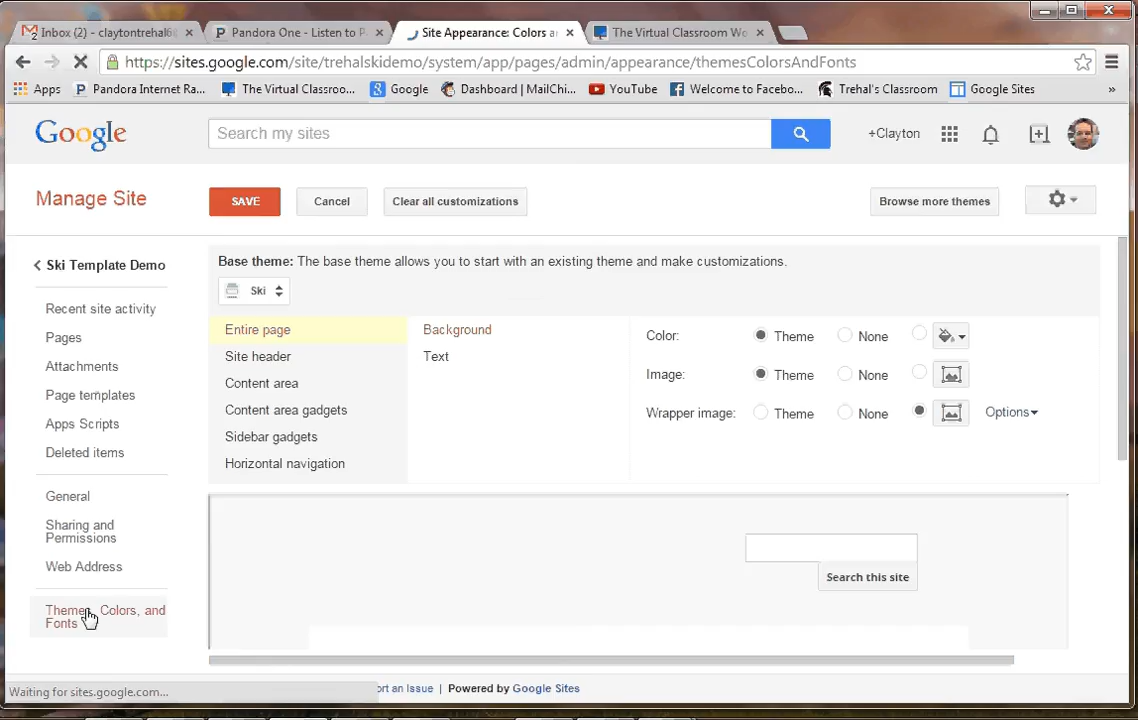 Inbox (2) - claytontrehal6
Pandora One - Listen to P
Site Appearance: Colors a
The Virtual Classroom Wo
https://sites.google.com/site/trehalskidemo/system/app/pages/admin/appearance/themesColorsAndFonts
Apps
Pandora Internet Ra...
The Virtual Classroo...
Google
Dashboard | MailChi...
YouTube
Welcome to Facebo...
Trehal's Classroom
Google Sites
»
Google
Search my sites
+Clayton
Manage Site
SAVE
Cancel
Clear all customizations
Browse more themes
Ski Template Demo
Recent site activity
Pages
Attachments
Page templates
Apps Scripts
Deleted items
General
Sharing and
Permissions
Web Address
Theme Colors, and
Fonts
Base theme: The base theme allows you to start with an existing theme and make customizations.
Ski
Entire page
Site header
Content area
Content area gadgets
Sidebar gadgets
Horizontal navigation
Background
Text
Color: Theme None
Image: Theme None
Wrapper image: Theme None Options
Search this site
Waiting for sites.google.com...
ort an Issue | Powered by Google Sites